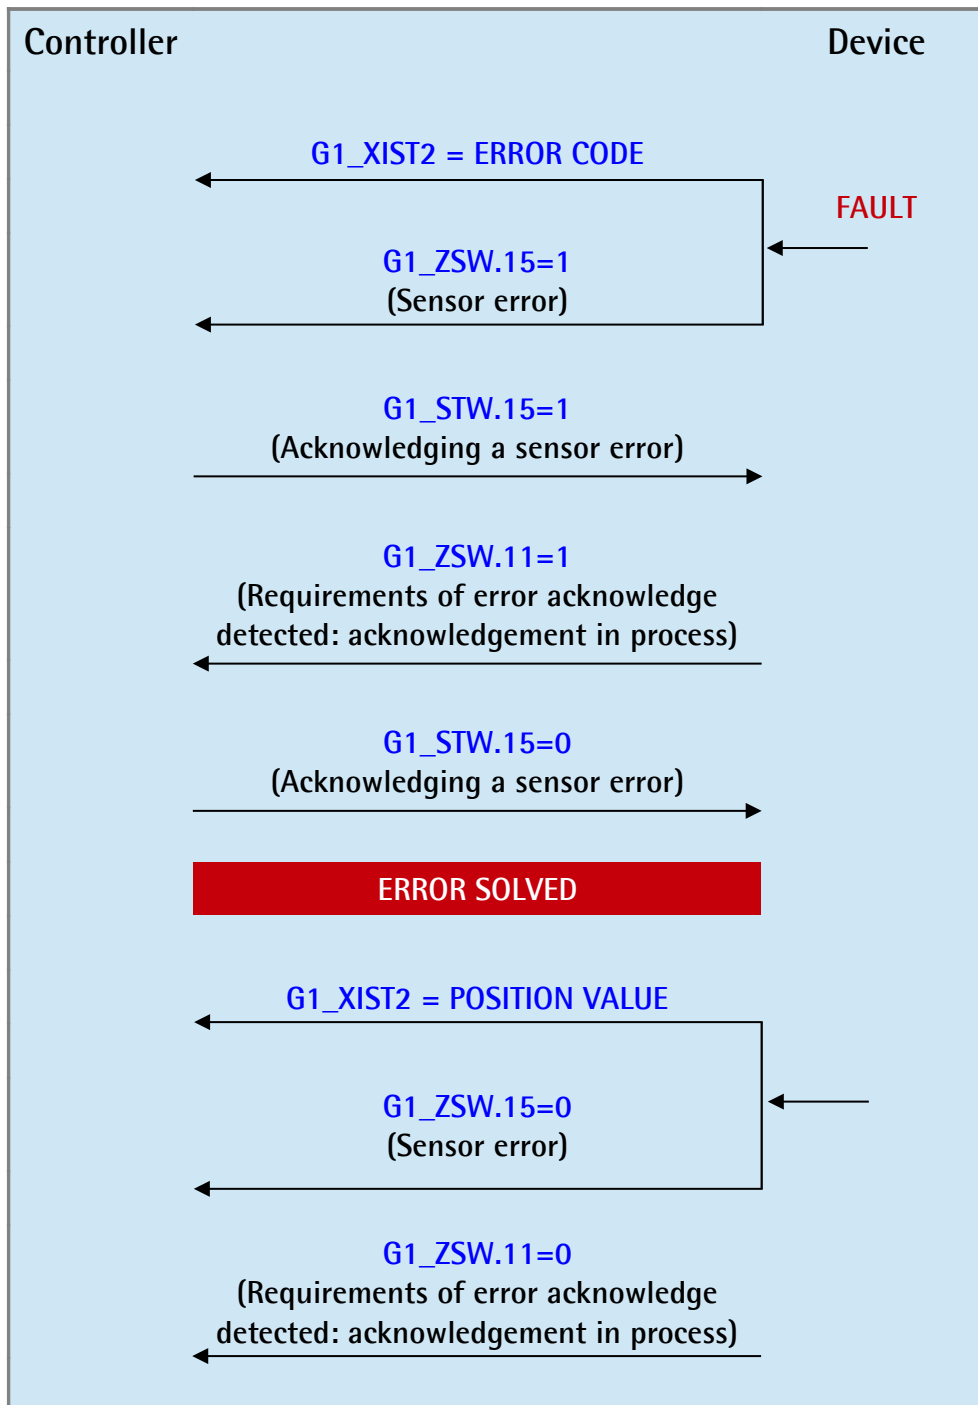 Controller
Device
G1_XIST2 = ERROR CODE
FAULT
G1_ZSW.15=1
(Sensor error)
G1_STW.15=1
(Acknowledging a sensor error)
G1_ZSW.11=1
(Requirements of error acknowledge
detected: acknowledgement in process)
G1_STW.15=0
(Acknowledging a sensor error)
ERROR SOLVED
G1_XIST2 = POSITION VALUE
G1_ZSW.15=0
(Sensor error)
G1_ZSW.11=0
(Requirements of error acknowledge
detected: acknowledgement in process)